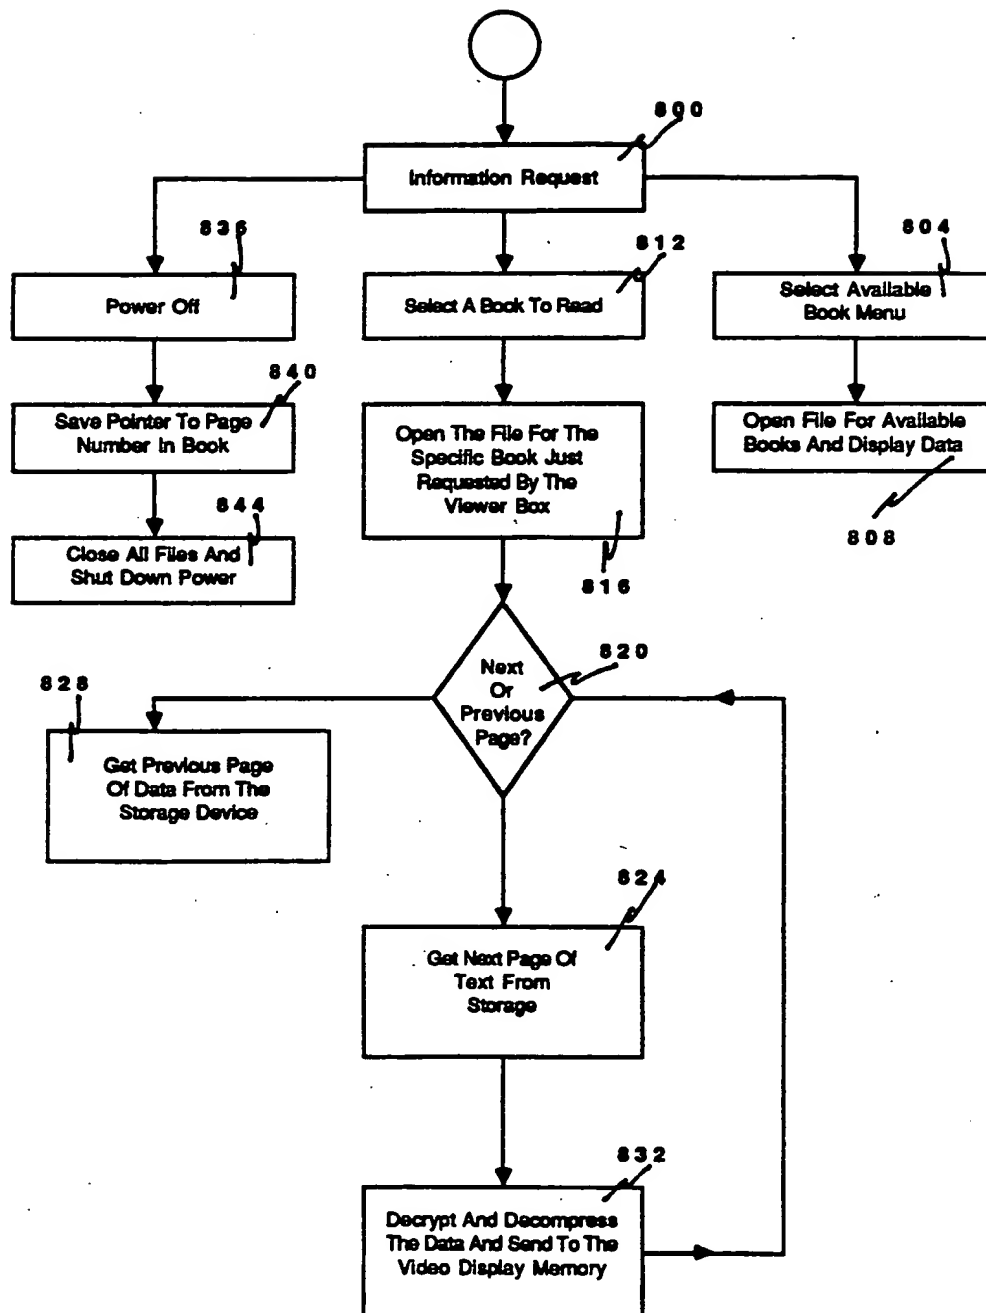 800
Information Request
836
Power Off
812
Select A Book To Read
804
Select Available
Book Menu
840
Save Pointer To Page
Number In Book
Open The File For The
Specific Book Just
Requested By The
Viewer Box
816
Open File For Available
Books And Display Data
808
844
Close All Files And
Shut Down Power
820
Next
Or
Previous
Page?
828
Get Previous Page
Of Data From The
Storage Device
824
Get Next Page Of
Text From
Storage
832
Decrypt And Decompress
The Data And Send To The
Video Display Memory